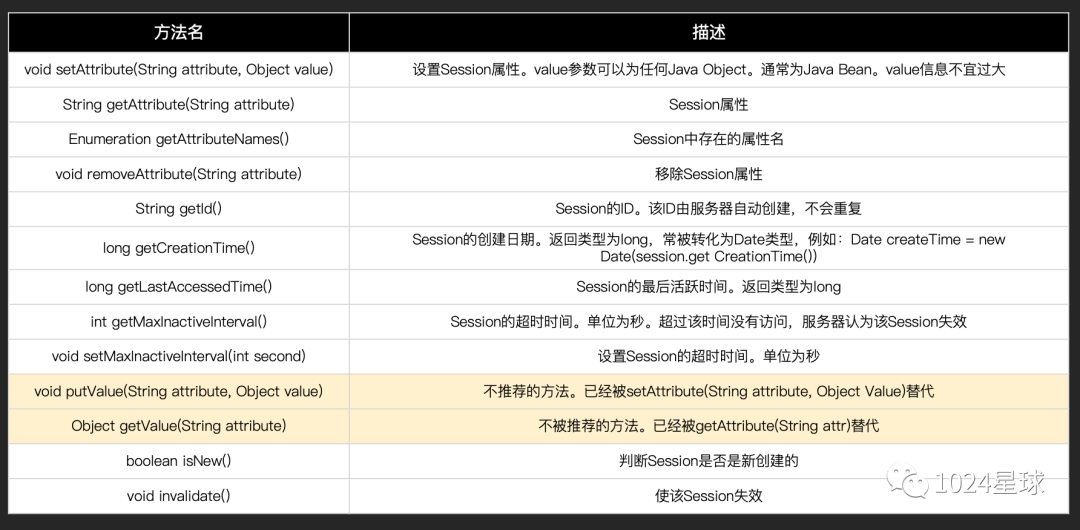 方法名 描述
void setAttribute(String attribute, Object value) 设置Session属性。value参数可以为任何Java Object。通常为Java Bean。value信息不宜过大
String getAttribute(String attribute) Session属性
Enumeration getAttributeNames() Session中存在的属性名
void removeAttribute(String attribute) 移除Session属性
String getId() Session的ID。该ID由服务器自动创建，不会重复
long getCreationTime() Session的创建日期。返回类型为long，常被转化为Date类型，例如：Date createTime = new
Date(session.get CreationTime())
long getLastAccessedTime() Session的最后活跃时间。返回类型为long
int getMaxInactiveInterval() Session的超时时间。单位为秒。超过该时间没有访问，服务器认为该Session失效
void setMaxInactiveInterval(int second) 设置Session的超时时间。单位为秒
void putValue(String attribute, Object value) 不推荐的方法。已经被setAttribute(String attribute, Object Value)替代
Object getValue(String attribute) 不被推荐的方法。已经被getAttribute(String attr)替代
boolean isNew() 判断Session是否是新创建的
void invalidate() 使该Session失效
1024星球